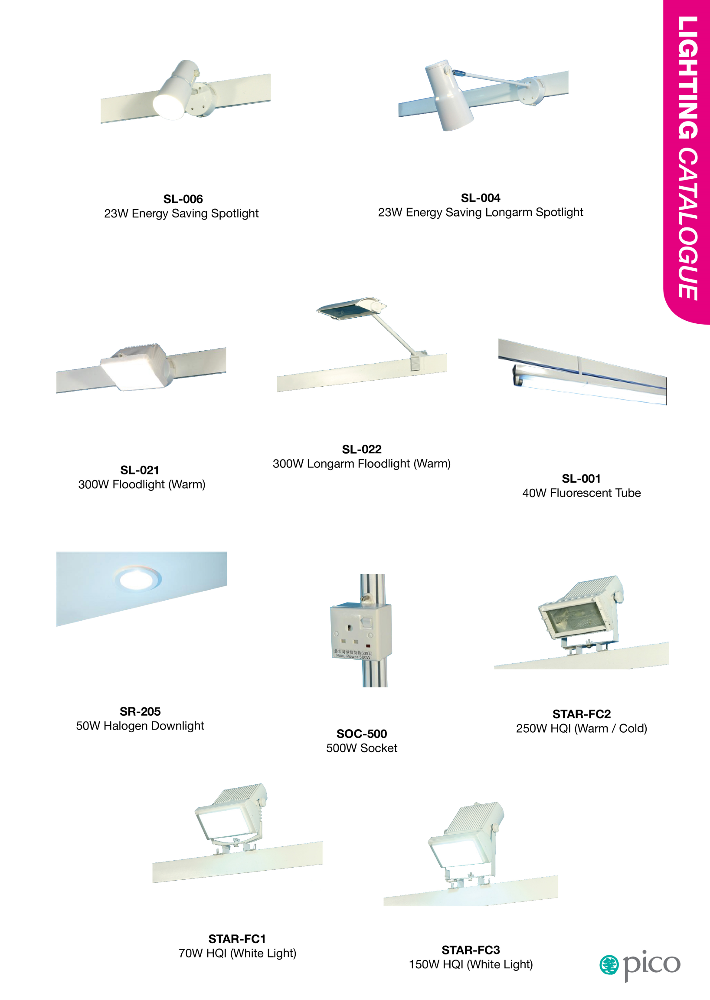 LIGHTING CATALOGUE
SL-006
23W Energy Saving Spotlight
SL-004
23W Energy Saving Longarm Spotlight
SL-021
300W Floodlight (Warm)
SL-022
300W Longarm Floodlight (Warm)
SL-001
40W Fluorescent Tube
SR-205
50W Halogen Downlight
最大可供負荷為500瓦
Max. Power 500W
SOC-500
500W Socket
STAR-FC2
250W HQI (Warm / Cold)
STAR-FC1
70W HQI (White Light)
STAR-FC3
150W HQI (White Light)
pico